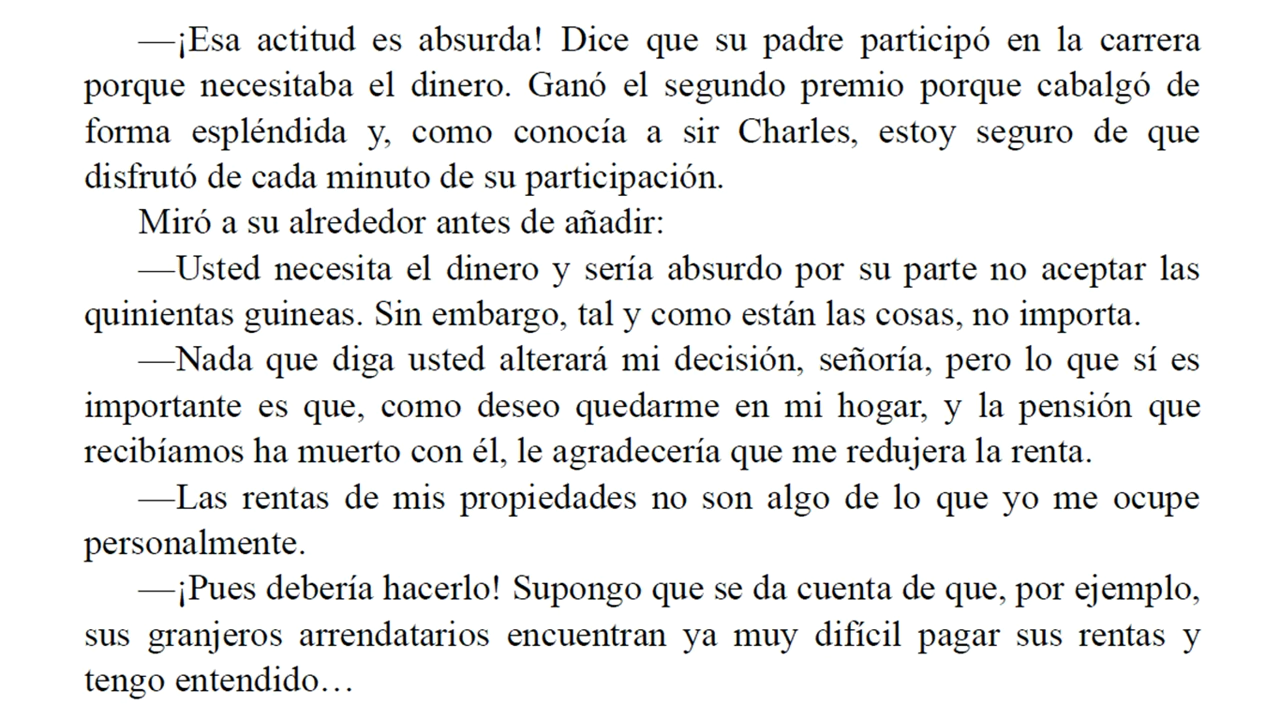 —¡Esa actitud es absurda! Dice que su padre participó en la carrera
porque necesitaba el dinero. Ganó el segundo premio porque cabalgó de
forma espléndida y, como conocía a sir Charles, estoy seguro de que
disfrutó de cada minuto de su participación.
Miró a su alrededor antes de añadir:
—Usted necesita el dinero y sería absurdo por su parte no aceptar las
quinientas guineas. Sin embargo, tal y como están las cosas, no importa.
—Nada que diga usted alterará mi decisión, señoría, pero lo que sí es
importante es que, como deseo quedarme en mi hogar, y la pensión que
recibíamos ha muerto con él, le agradecería que me redujera la renta.
—Las rentas de mis propiedades no son algo de lo que yo me ocupe
personalmente.
—¡Pues debería hacerlo! Supongo que se da cuenta de que, por ejemplo,
sus granjeros arrendatarios encuentran ya muy difícil pagar sus rentas y
tengo entendido…